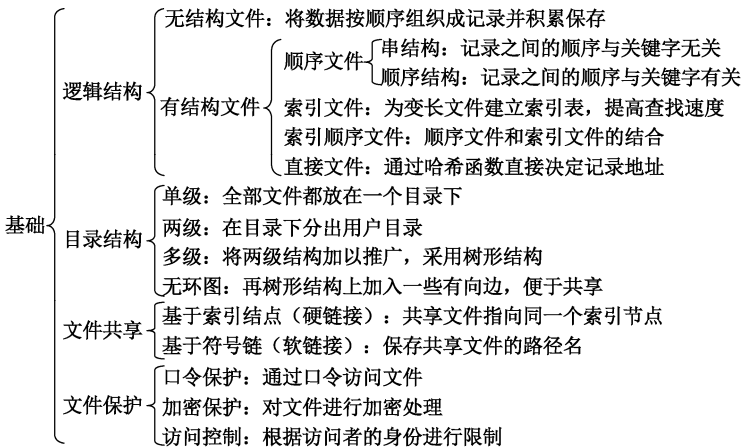 无结构文件：将数据按顺序组织成记录并积累保存
串结构：记录之间的顺序与关键字无关
顺序文件
顺序结构：记录之间的顺序与关键字有关
逻辑结构
有结构文件
索引文件：为变长文件建立索引表，提高查找速度
索引顺序文件：顺序文件和索引文件的结合
直接文件：通过哈希函数直接决定记录地址
单级：全部文件都放在一个目录下
基础
两级：在目录下分出用户目录
目录结构
多级：将两级结构加以推广，采用树形结构
无环图：再树形结构上加入一些有向边，便于共享
基于索引结点（硬链接）：共享文件指向同一个索引节点
文件共享
基于符号链（软链接）：保存共享文件的路径名
口令保护：通过口令访问文件
文件保护
加密保护：对文件进行加密处理
访问控制：根据访问者的身份进行限制